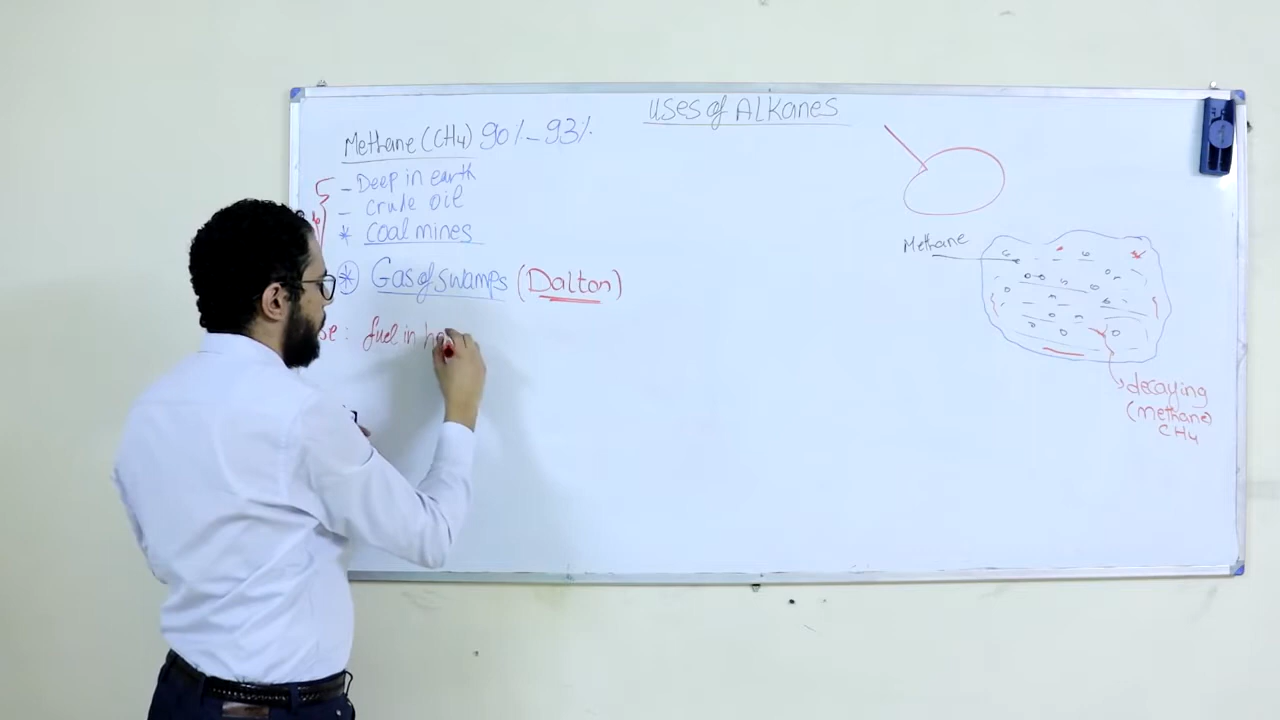 Uses of Alkanes
Methane (CH4) 90%-93%
- Deep in earth
- crude oil
* Coal mines
* Gas of swamps (Dalton)
: fuel in
Methane
decaying
(methane)
CH4